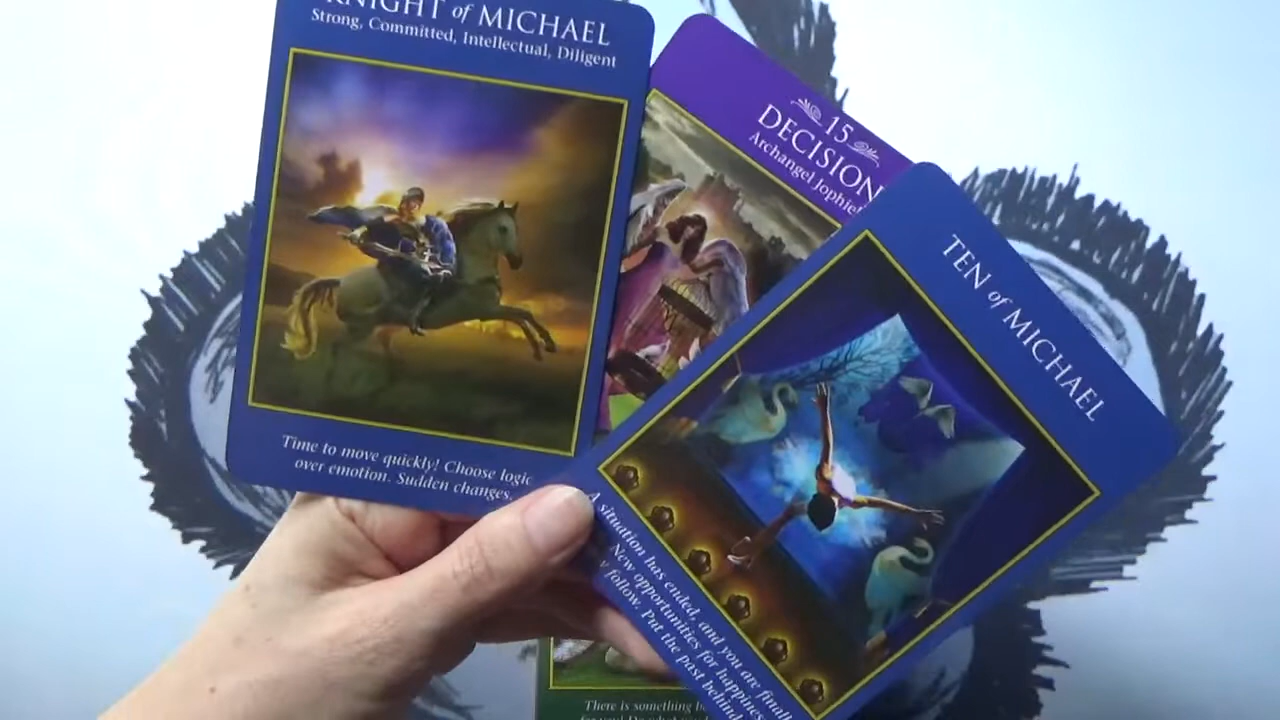 KNIGHT of MICHAEL
Strong, Committed, Intellectual, Diligent
Time to move quickly! Choose logic
over emotion. Sudden changes.
15
DECISION
Archangel Jophiel
TEN of MICHAEL
A situation has ended, and you are finally
New opportunities for happiness
follow. Put the past behind
There is something